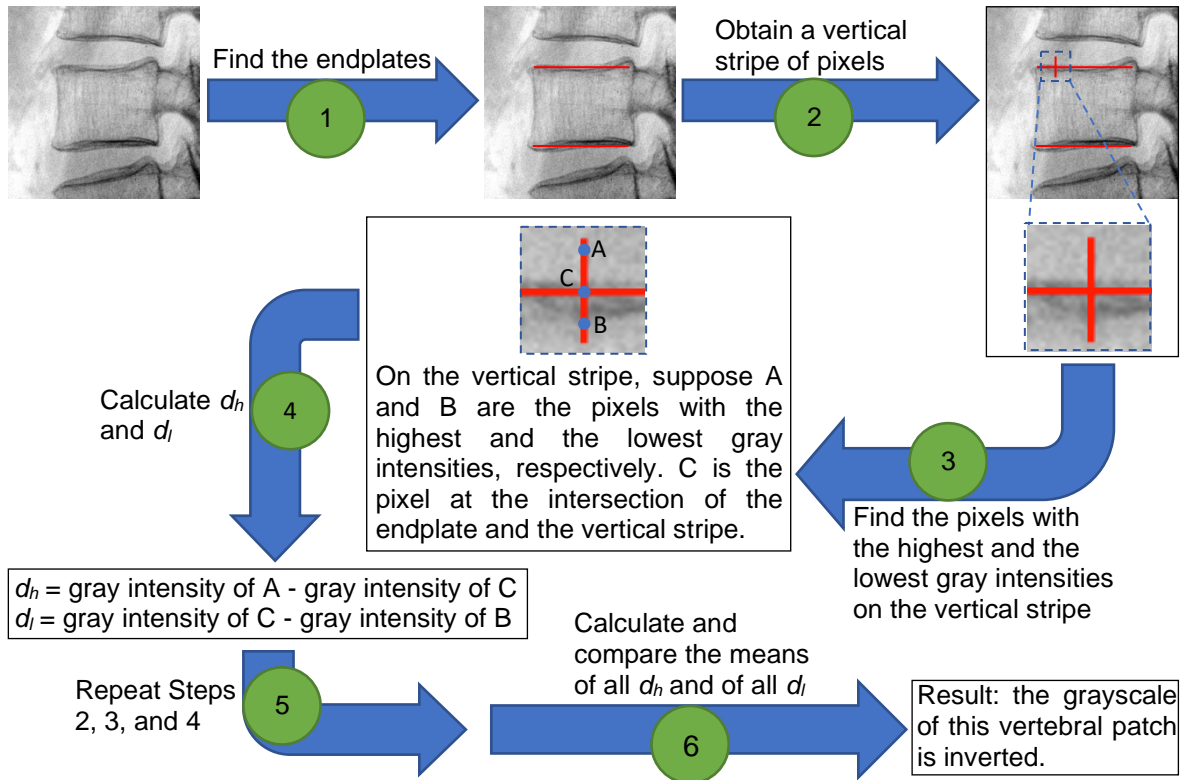 Find the endplates
1
Obtain a vertical
stripe of pixels
2
A
C
B
On the vertical stripe, suppose A
and B are the pixels with the
highest and the lowest gray
intensities, respectively. C is the
pixel at the intersection of the
endplate and the vertical stripe.
3
Find the pixels with
the highest and the
lowest gray intensities
on the vertical stripe
Calculate dh
and dl
4
dh = gray intensity of A - gray intensity of C
dl = gray intensity of C - gray intensity of B
Repeat Steps
2, 3, and 4
5
Calculate and
compare the means
of all dh and of all dl
6
Result: the grayscale
of this vertebral patch
is inverted.